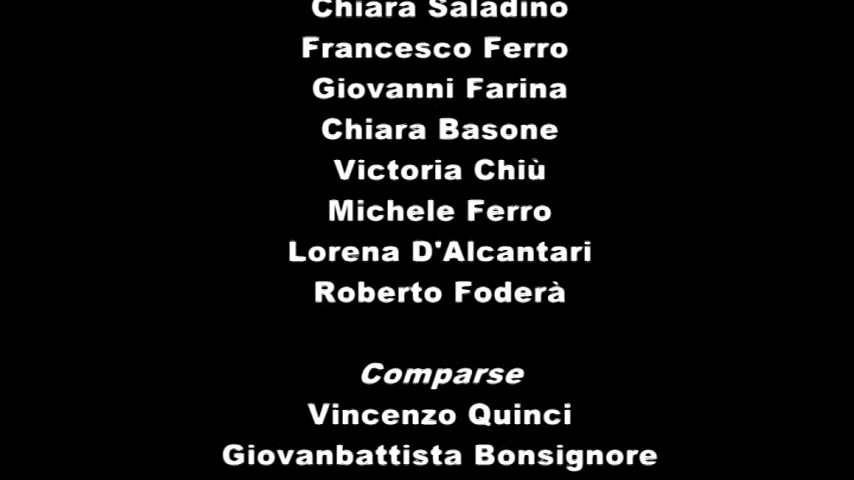 Chiara Saladino
Francesco Ferro
Giovanni Farina
Chiara Basone
Victoria Chiù
Michele Ferro
Lorena D'Alcantari
Roberto Foderà
Comparse
Vincenzo Quinci
Giovanbattista Bonsignore